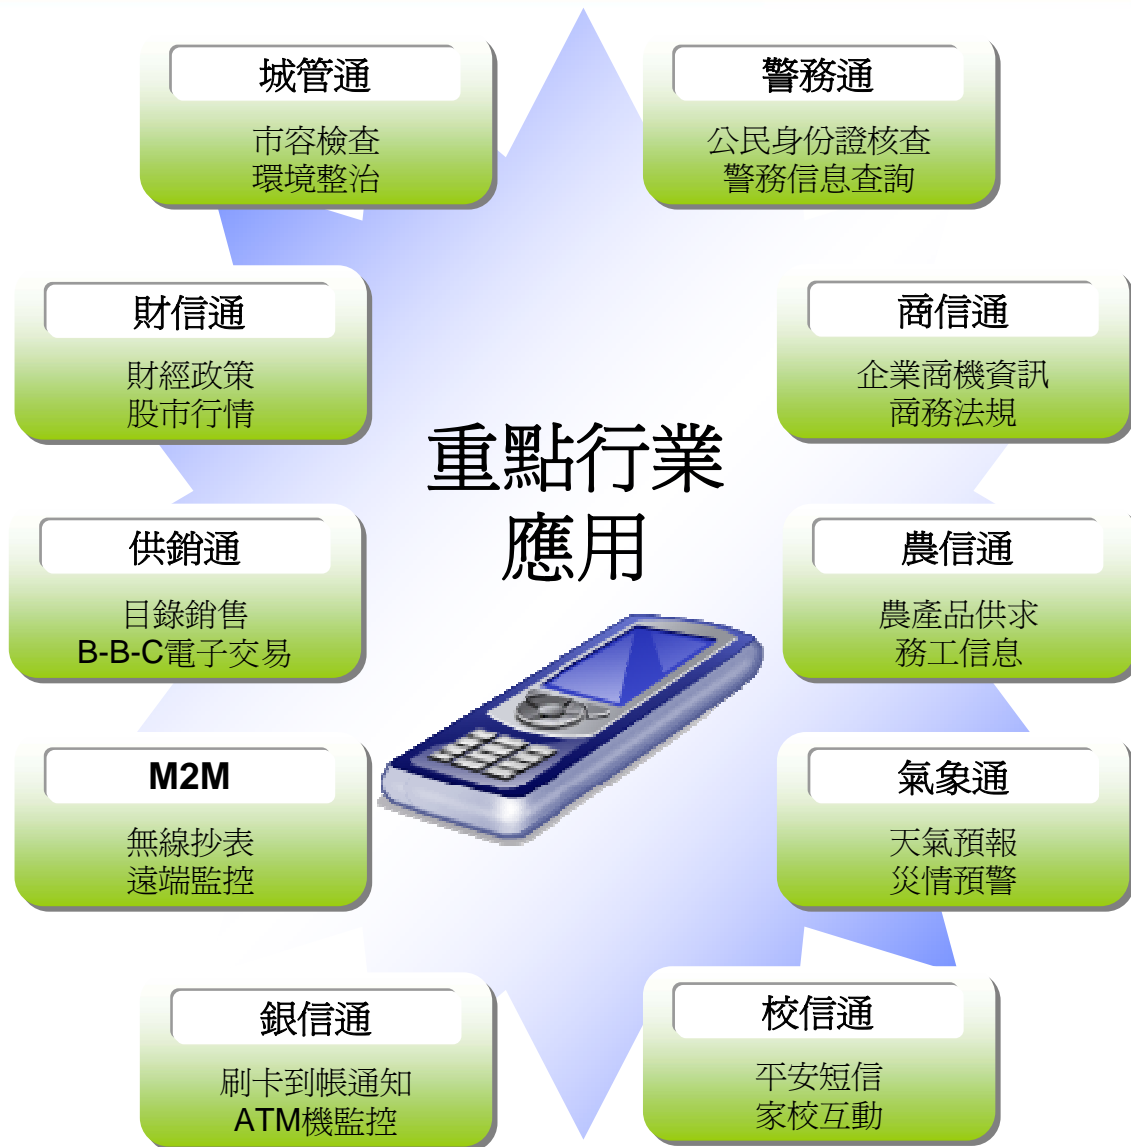 城管通
市容檢查
環境整治
警務通
公民身份證核查
警務信息查詢
財信通
財經政策
股市行情
商信通
企業商機資訊
商務法規
重點行業
應用
供銷通
目錄銷售
B-B-C電子交易
農信通
農產品供求
務工信息
M2M
無線抄表
遠端監控
氣象通
天氣預報
災情預警
銀信通
刷卡到帳通知
ATM機監控
校信通
平安短信
家校互動